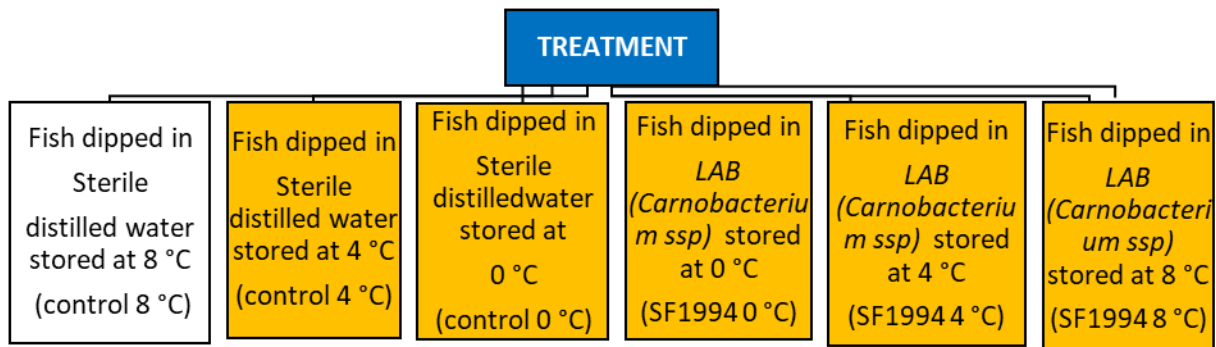 TREATMENT
Fish dipped in
Sterile
distilled water
stored at 8 °C
(control 8 °C)
Fish dipped in
Sterile
distilled water
stored at 4 °C
(control 4 °C)
Fish dipped in
Sterile
distilledwater
stored at
0 °C
(control 0 °C)
Fish dipped in
LAB
(Carnobacteriu
m ssp) stored
at 0 °C
(SF1994 0 °C)
Fish dipped in
LAB
(Carnobacteriu
m ssp) stored
at 4 °C
(SF1994 4 °C)
Fish dipped in
LAB
(Carnobacteri
um ssp)
stored at 8 °C
(SF1994 8 °C)